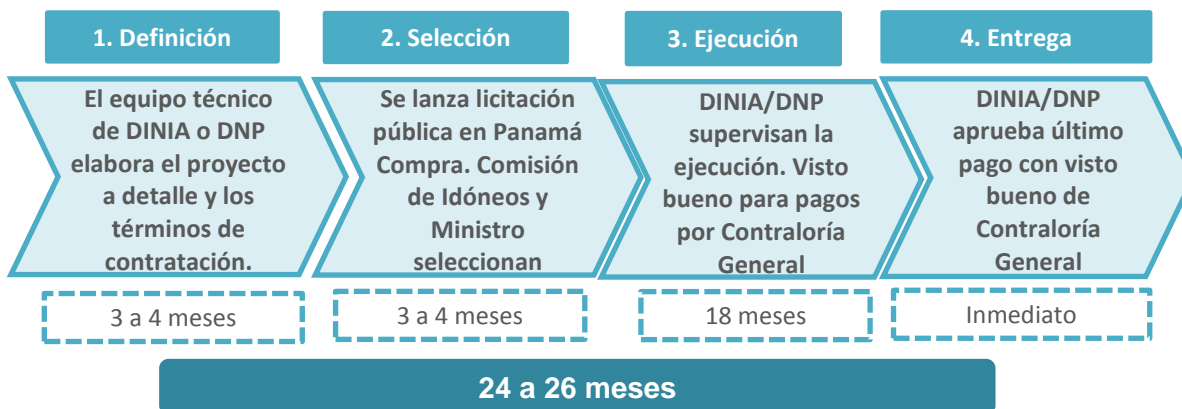 1. Definición
El equipo técnico
de DINIA o DNP
elabora el proyecto
a detalle y los
términos de
contratación.
3 a 4 meses
2. Selección
Se lanza licitación
pública en Panamá
Compra. Comisión
de Idóneos y
Ministro
seleccionan
3 a 4 meses
3. Ejecución
DINIA/DNP
supervisan la
ejecución. Visto
bueno para pagos
por Contraloría
General
18 meses
4. Entrega
DINIA/DNP
aprueba último
pago con visto
bueno de
Contraloría
General
Inmediato
24 a 26 meses